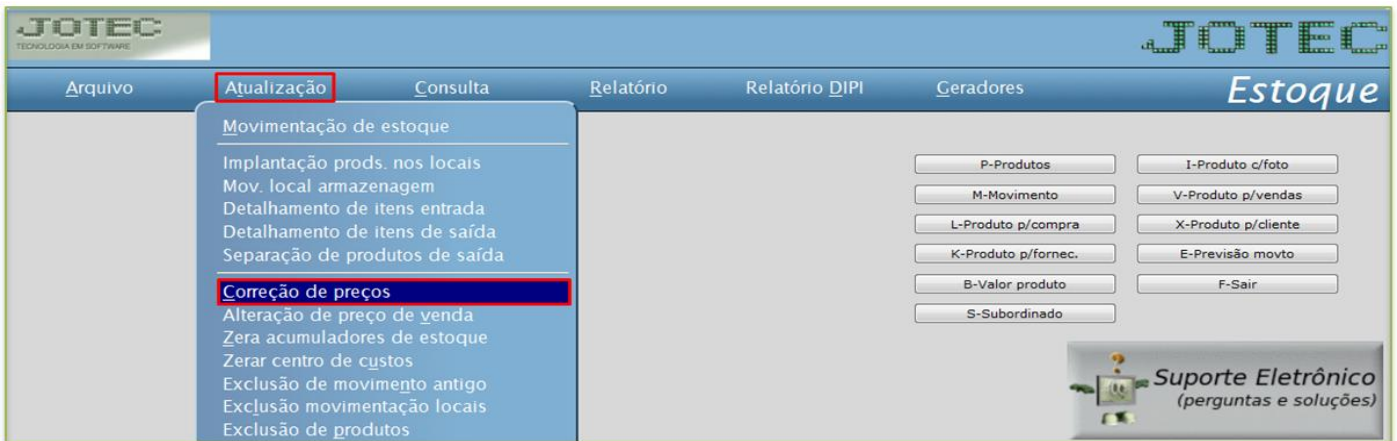 JOTEC
TECNOLOGIA EM SOFTWARE
JOTEC
Arquivo Atualização Consulta Relatório Relatório DIPI Geradores Estoque
Movimentação de estoque
Implantação prods. nos locais
Mov. local armazenagem
Detalhamento de itens entrada
Detalhamento de itens de saída
Separação de produtos de saída
Correção de preços
Alteração de preço de venda
Zera acumuladores de estoque
Zerar centro de custos
Exclusão de movimento antigo
Exclusão movimentação locais
Exclusão de produtos
P-Produtos I-Produto c/foto
M-Movimento V-Produto p/vendas
L-Produto p/compra X-Produto p/cliente
K-Produto p/fornec. E-Previsão movto
B-Valor produto F-Sair
S-Subordinado
Suporte Eletrônico
(perguntas e soluções)